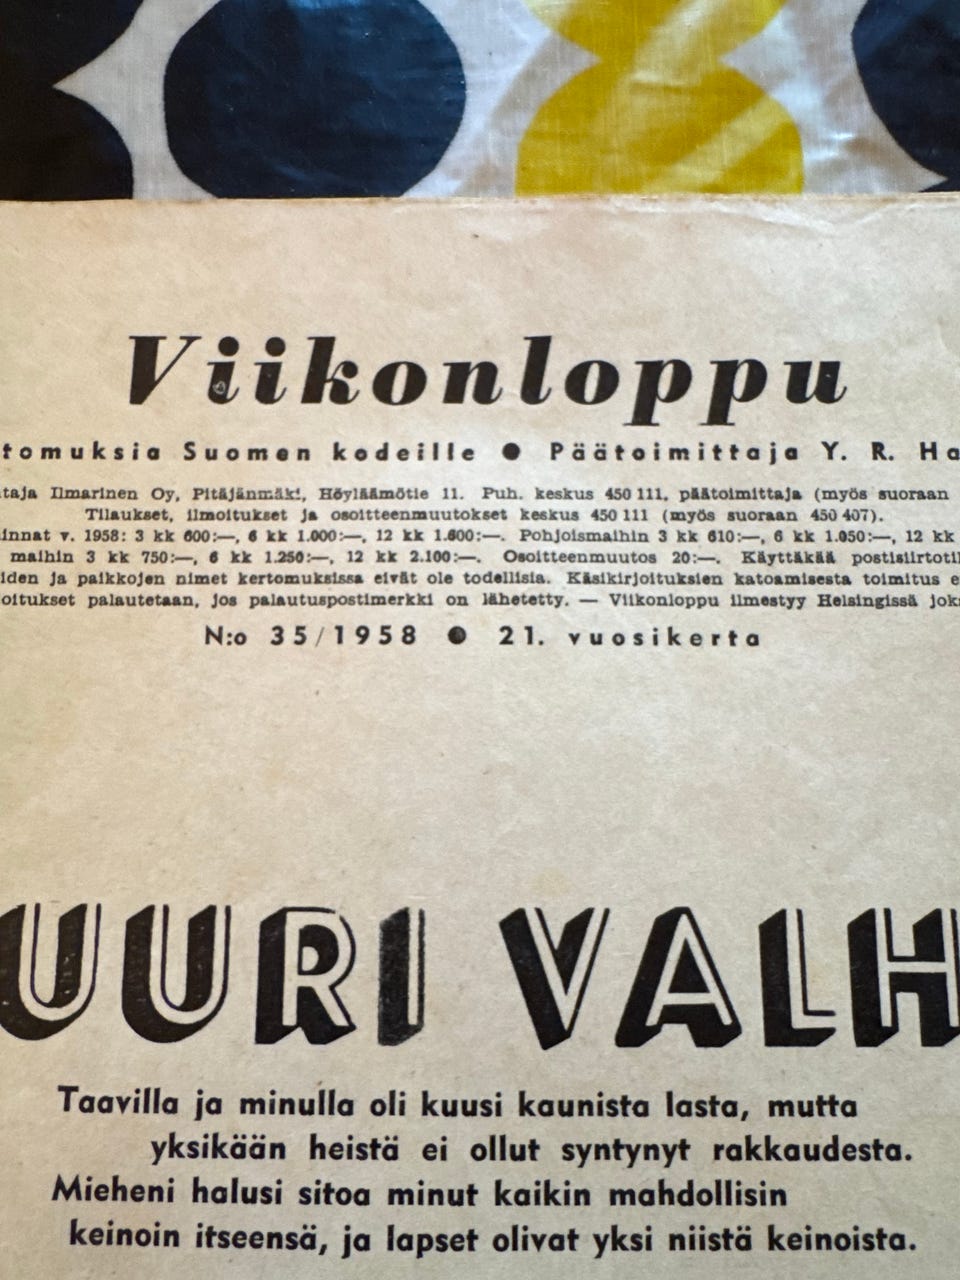 Viikonloppu
tomuksia Suomen kodeille ● Päätoimittaja Y. R. Ha
taja Ilmarinen Oy, Pitäjänmäki, Höyläämötie 11. Puh. keskus 450 111, päätoimittaja (myös suoraan
Tilaukset, ilmoitukset ja osoitteenmuutokset keskus 450 111 (myös suoraan 450 407).
innat v. 1958: 3 kk 600:—, 6 kk 1.000:—, 12 kk 1.800:—. Pohjoismaihin 3 kk 610:—, 6 kk 1.050:—, 12 kk
maihin 3 kk 750:—, 6 kk 1.250:—, 12 kk 2.100:—. Osoitteenmuutos 20:—. Käyttäkää postisiirtotil
iden ja paikkojen nimet kertomuksissa eivät ole todellisia. Käsikirjoituksien katoamisesta toimitus e
oitukset palautetaan, jos palautuspostimerkki on lähetetty. — Viikonloppu ilmestyy Helsingissä jok
N:o 35/1958 ● 21. vuosikerta
UURI VALH
Taavilla ja minulla oli kuusi kaunista lasta, mutta
yksikään heistä ei ollut syntynyt rakkaudesta.
Mieheni halusi sitoa minut kaikin mahdollisin
keinoin itseensä, ja lapset olivat yksi niistä keinoista.